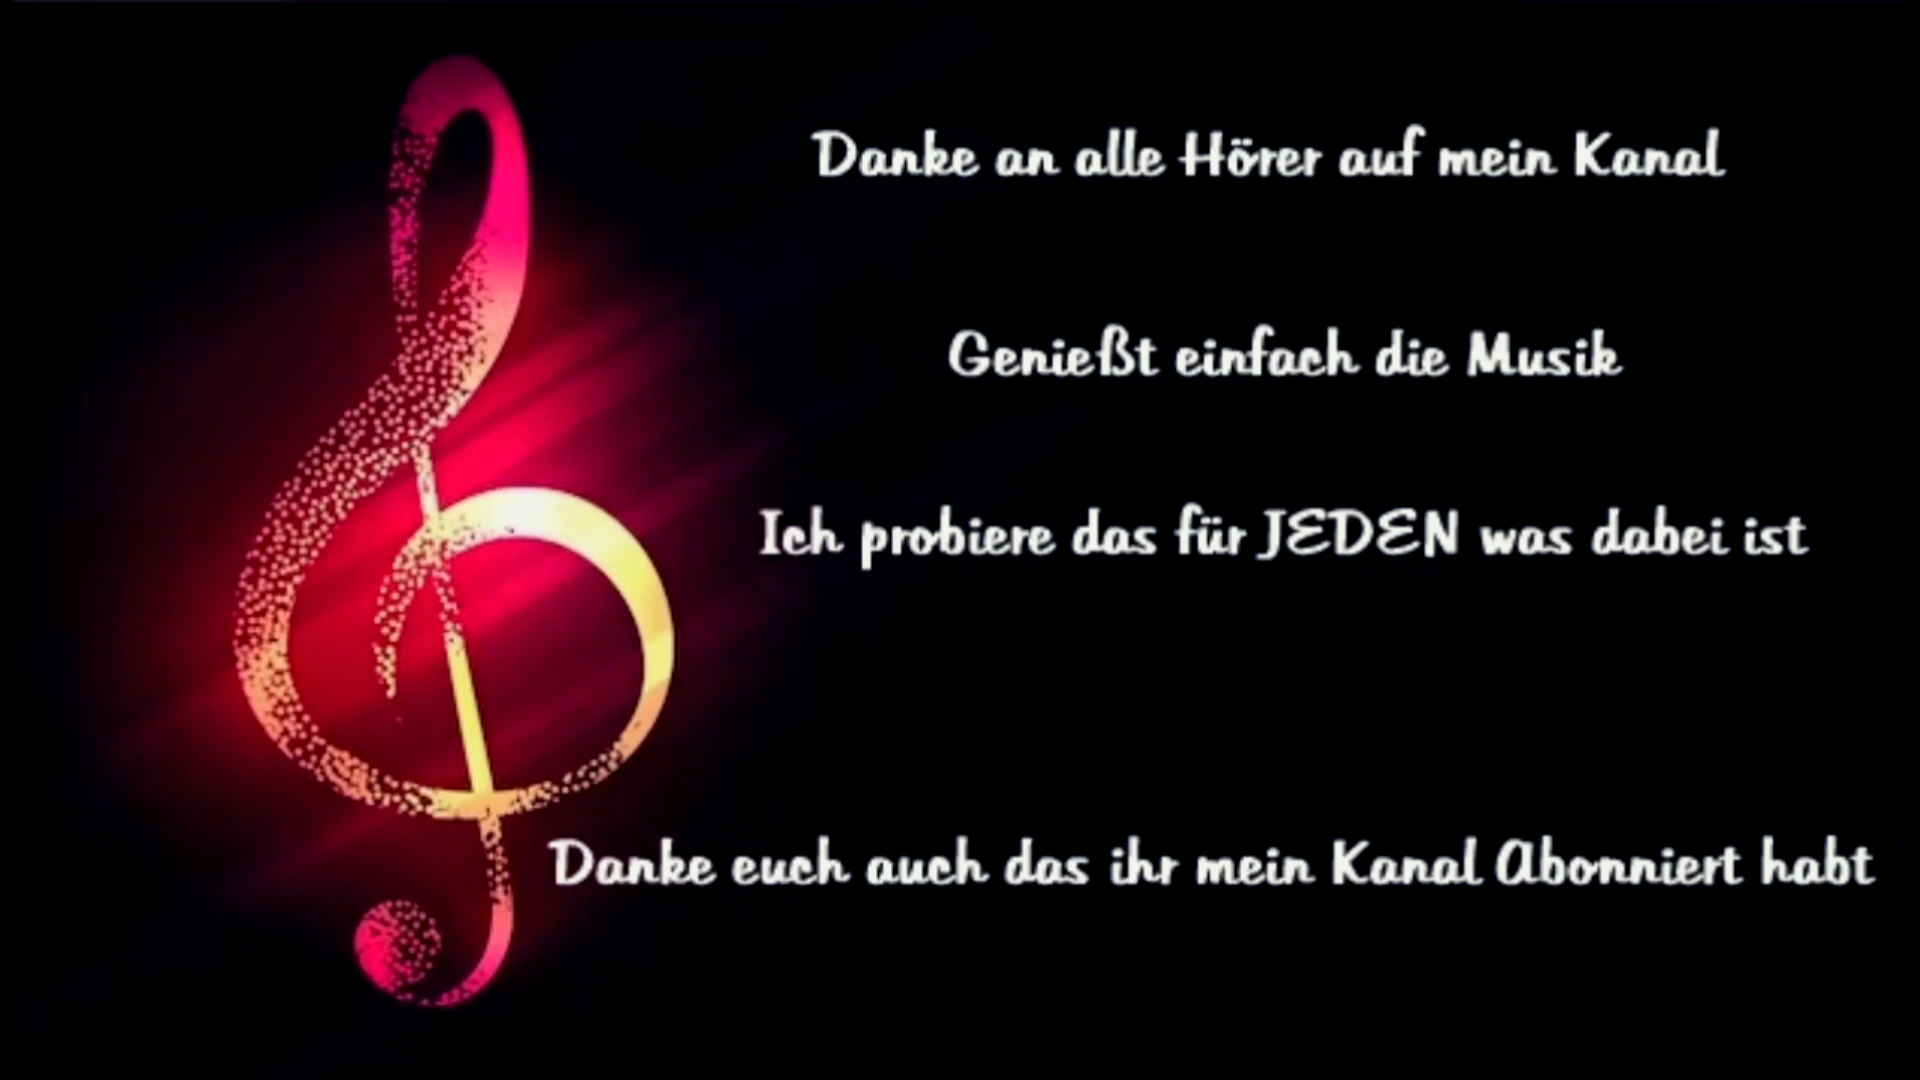 Danke an alle Hörer auf mein Kanal
Genießt einfach die Musik
Ich probiere das für JEDEN was dabei ist
Danke euch auch das ihr mein Kanal Abonniert habt